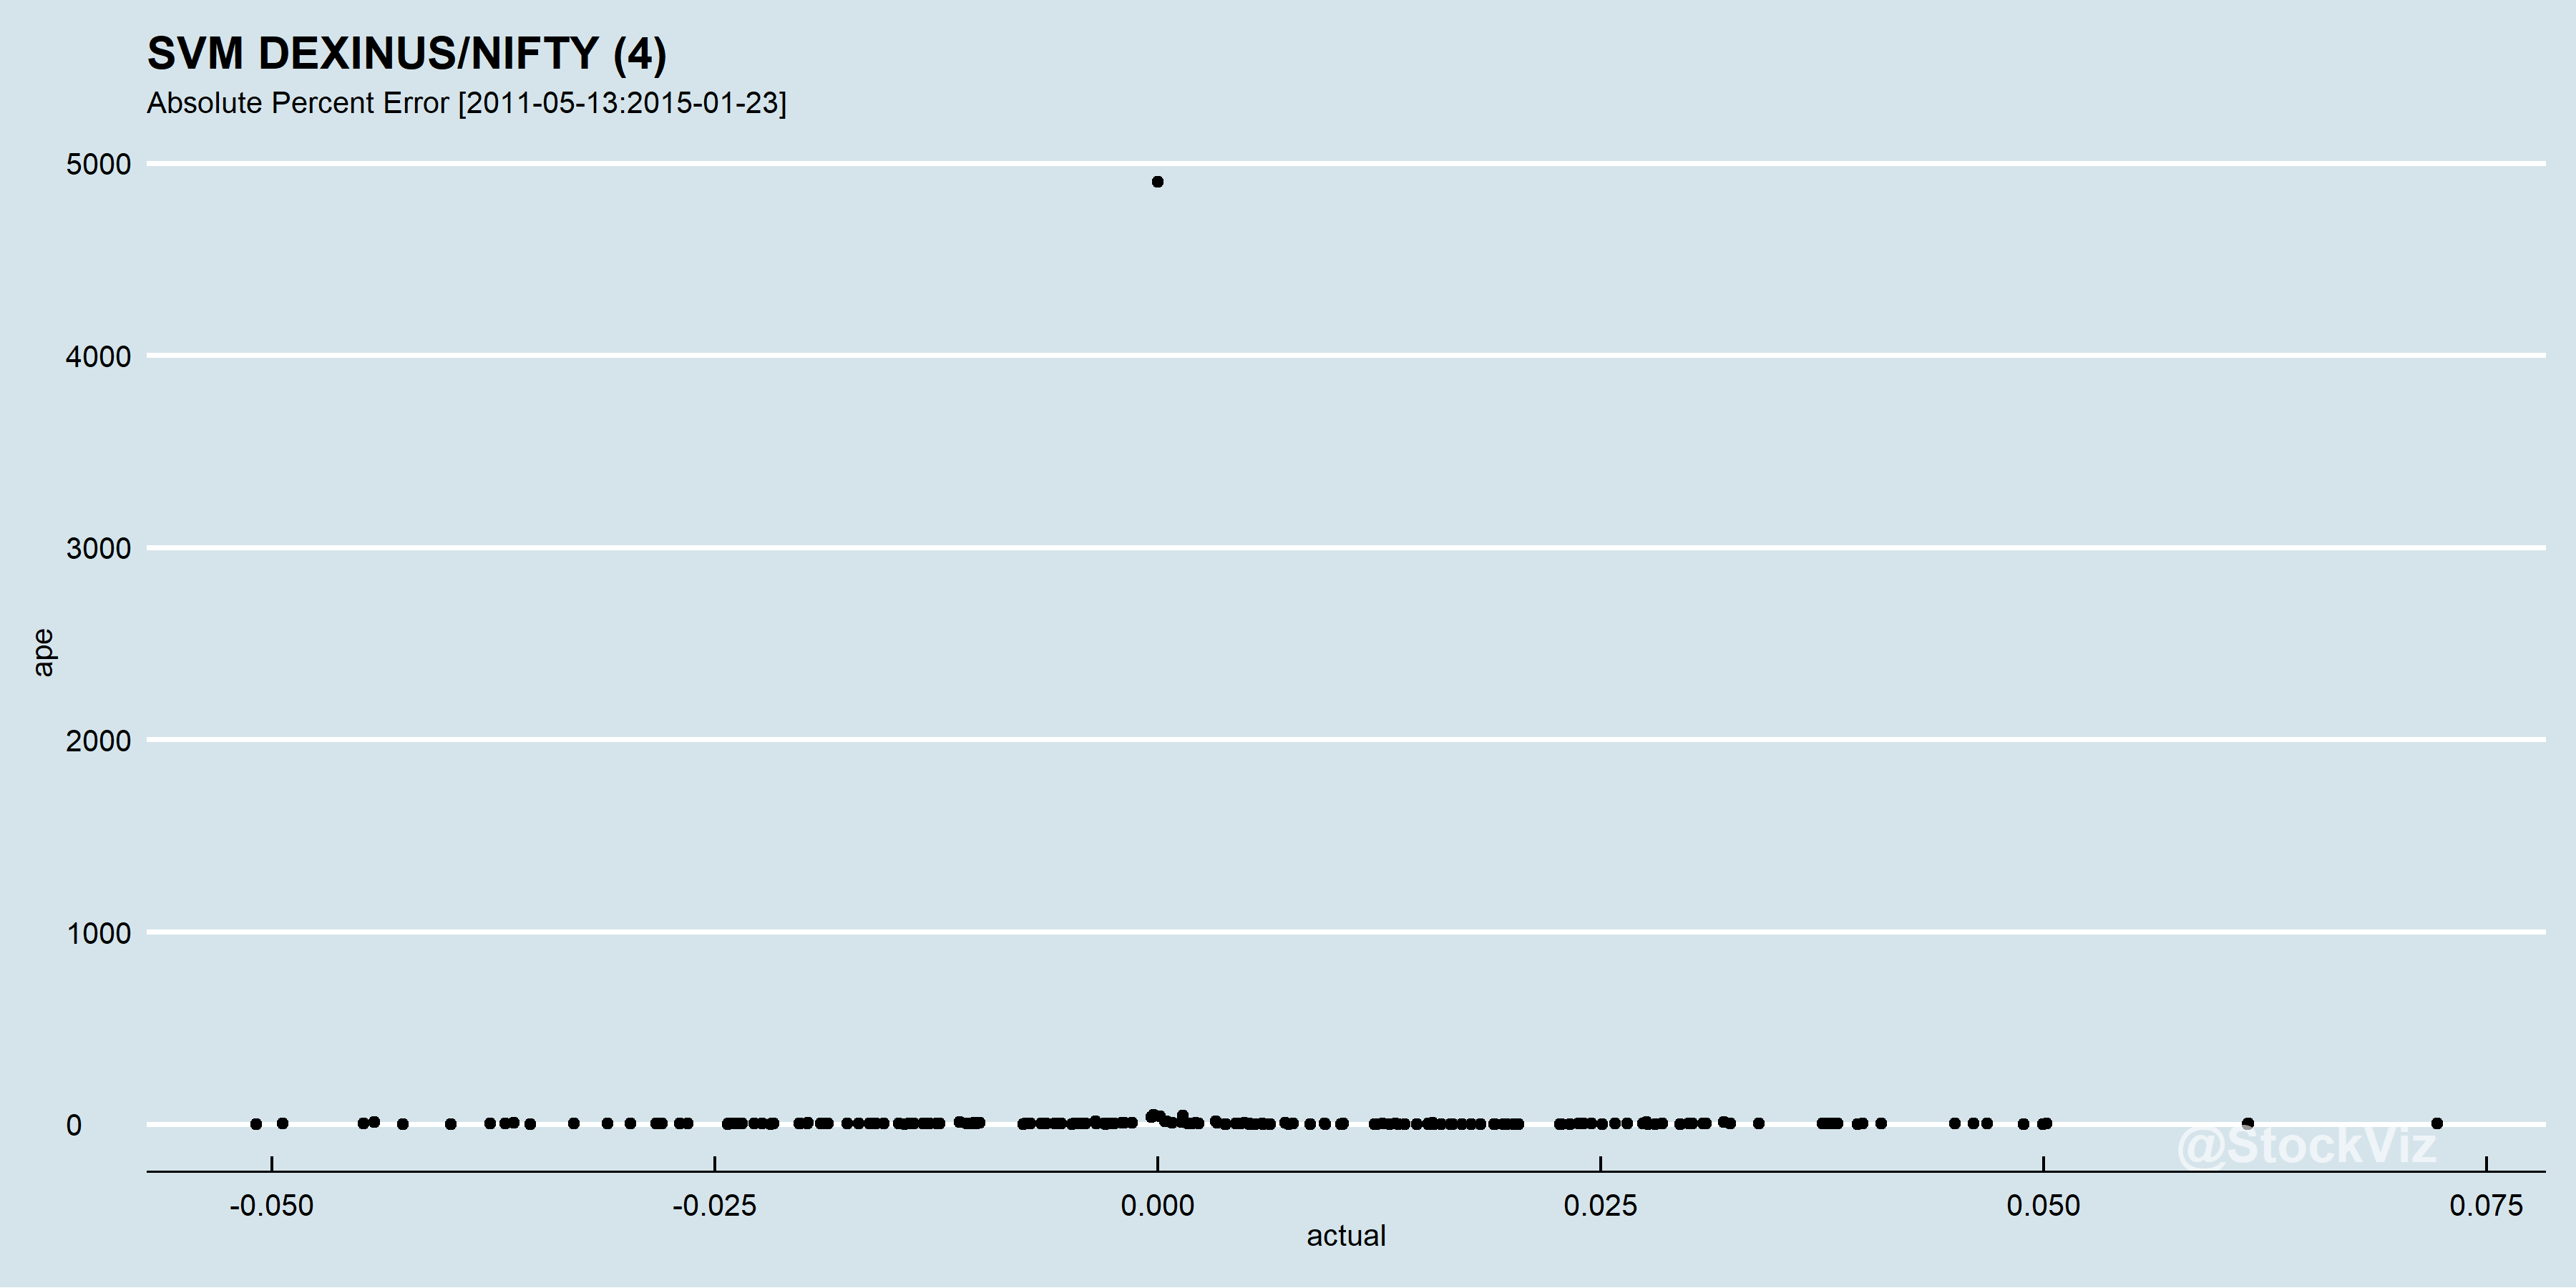 SVM DEXINUS/NIFTY (4)
Absolute Percent Error [2011-05-13:2015-01-23]
5000
4000
3000
2000
1000
0
ape
-0.050 -0.025 0.000 0.025 0.050 0.075
actual
@StockViz